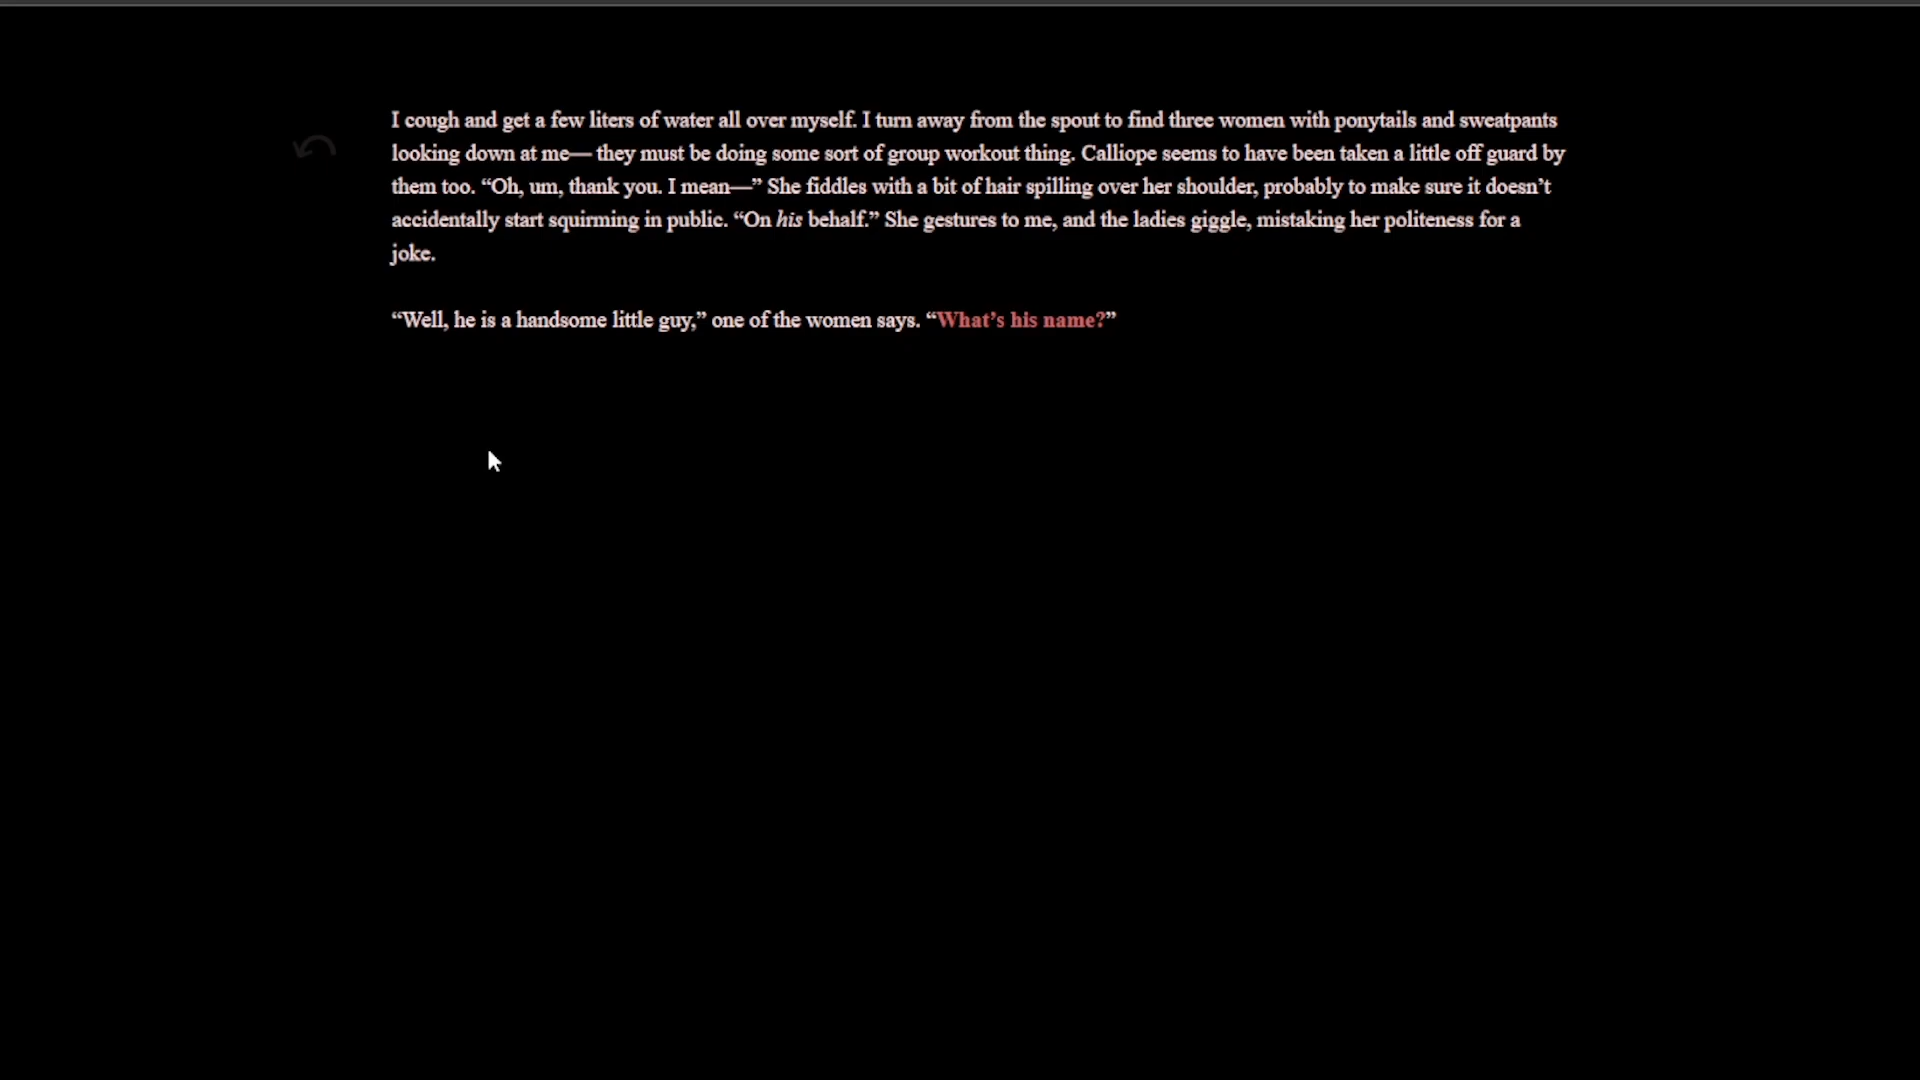 I cough and get a few liters of water all over myself. I turn away from the spout to find three women with ponytails and sweatpants
looking down at me— they must be doing some sort of group workout thing. Calliope seems to have been taken a little off guard by
them too. “Oh, um, thank you. I mean—” She fiddles with a bit of hair spilling over her shoulder, probably to make sure it doesn’t
accidentally start squirming in public. “On his behalf.” She gestures to me, and the ladies giggle, mistaking her politeness for a
joke.
“Well, he is a handsome little guy,” one of the women says. “What’s his name?”